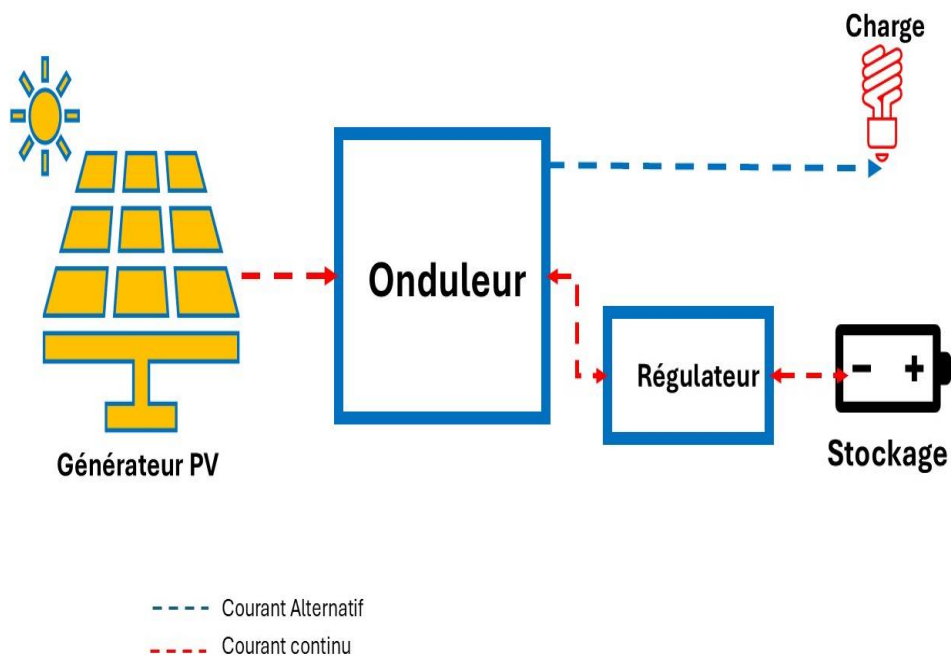 Charge
Onduleur
Régulateur
- +
Générateur PV
Stockage
Courant Alternatif
Courant continu